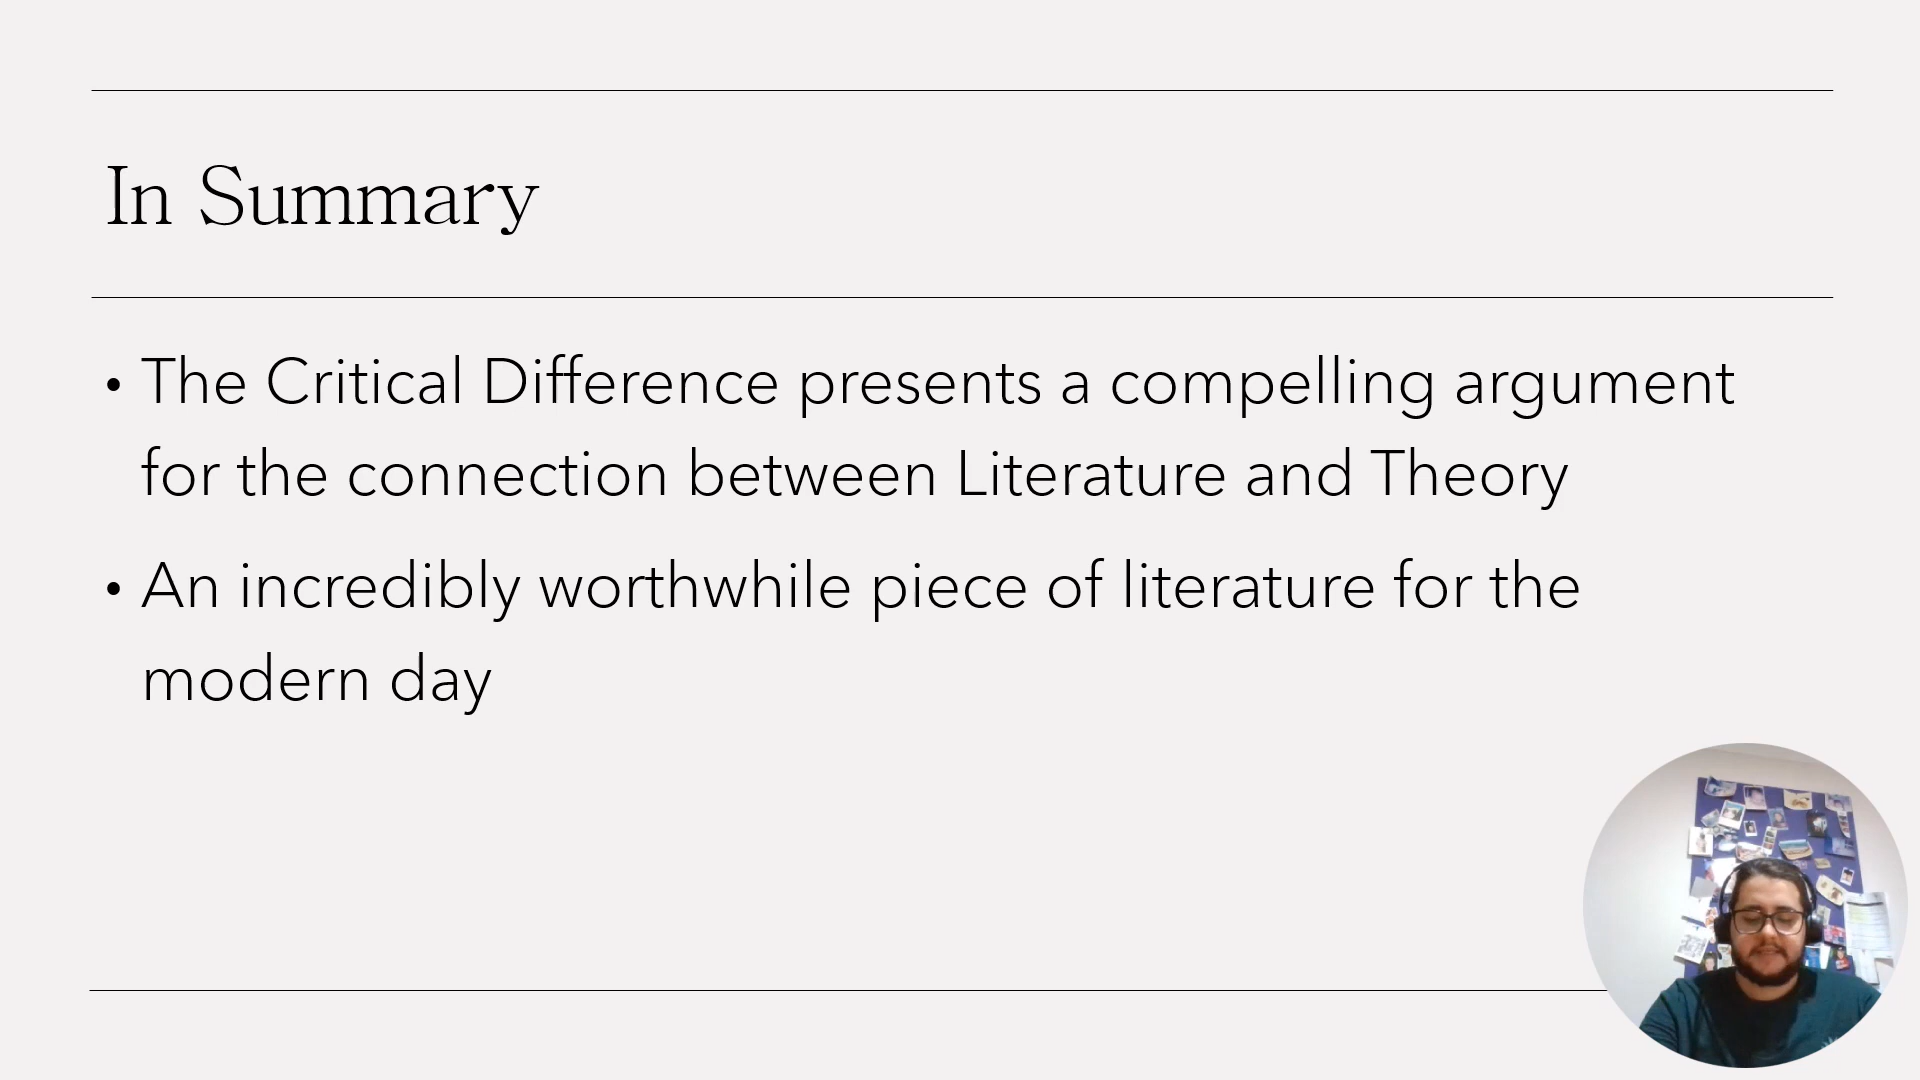 In Summary
• The Critical Difference presents a compelling argument
for the connection between Literature and Theory
• An incredibly worthwhile piece of literature for the
modern day